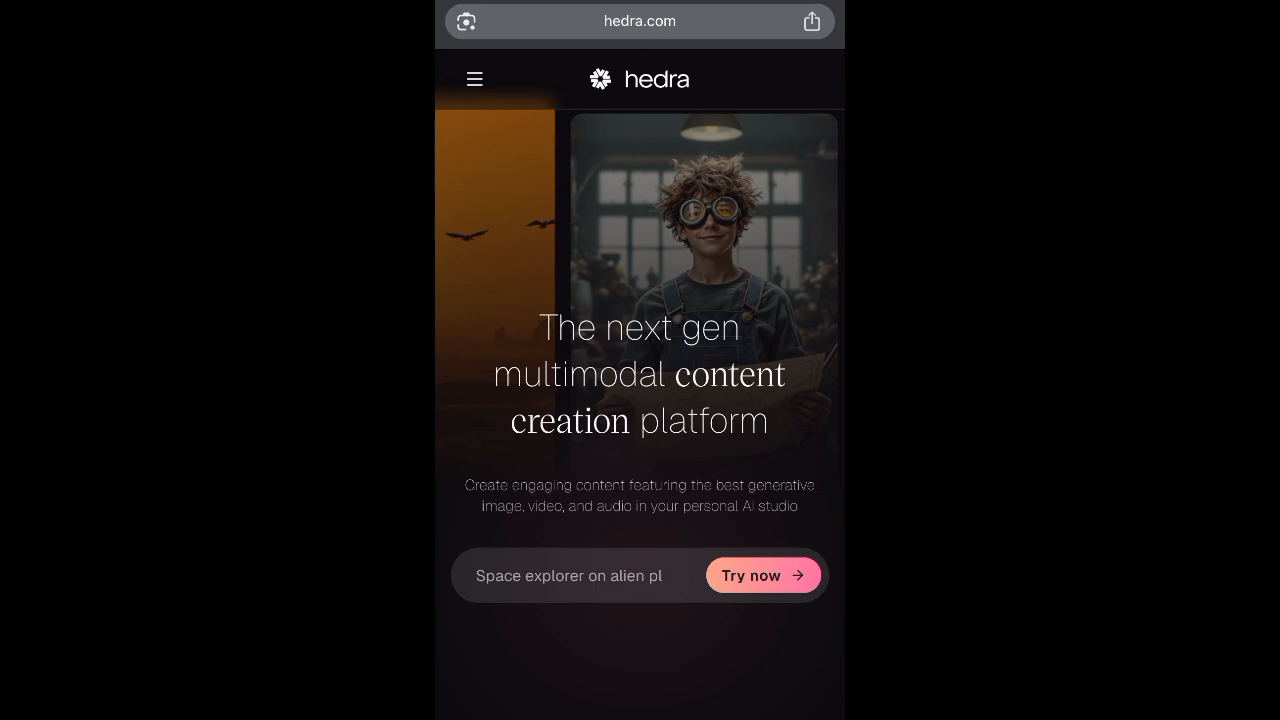 hedra.com
hedra
The next gen
multimodal content
creation platform
Create engaging content featuring the best generative
image, video, and audio in your personal AI studio
Space explorer on alien pl
Try now